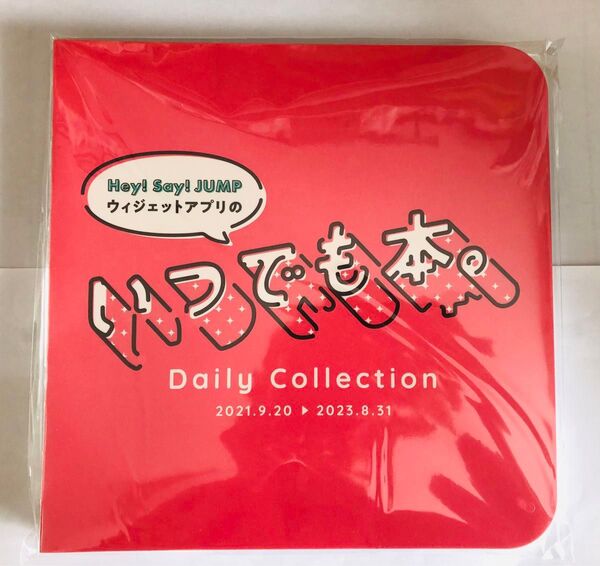 Hey! Say! JUMP
ウィジェットアプリの
いつでも本。
Daily Collection
2021.9.20 ▶ 2023.8.31